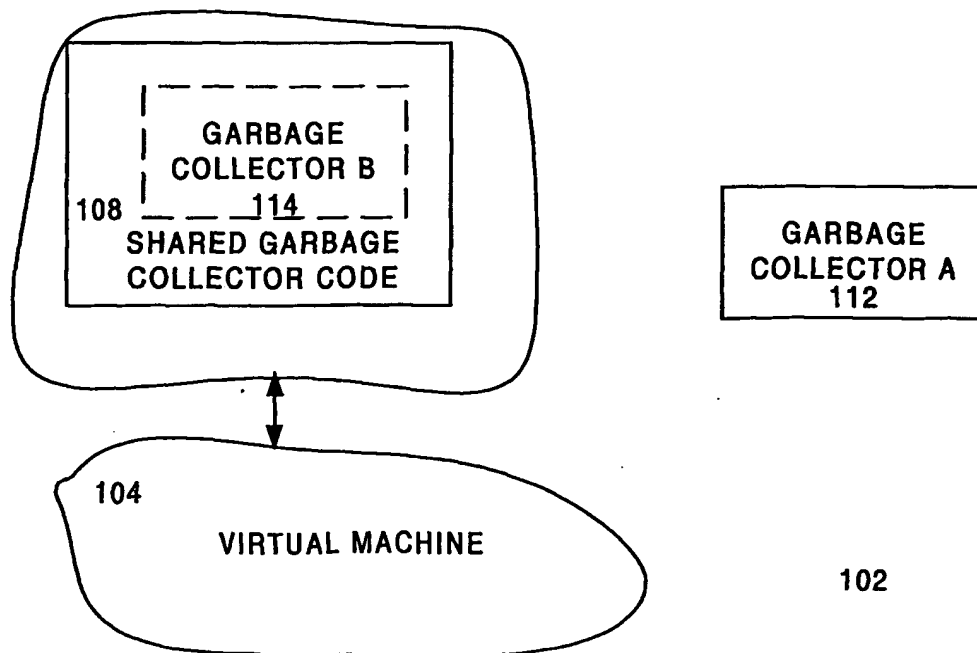 GARBAGE
COLLECTOR B
114
108
SHARED GARBAGE
COLLECTOR CODE
GARBAGE
COLLECTOR A
112
104
VIRTUAL MACHINE
102